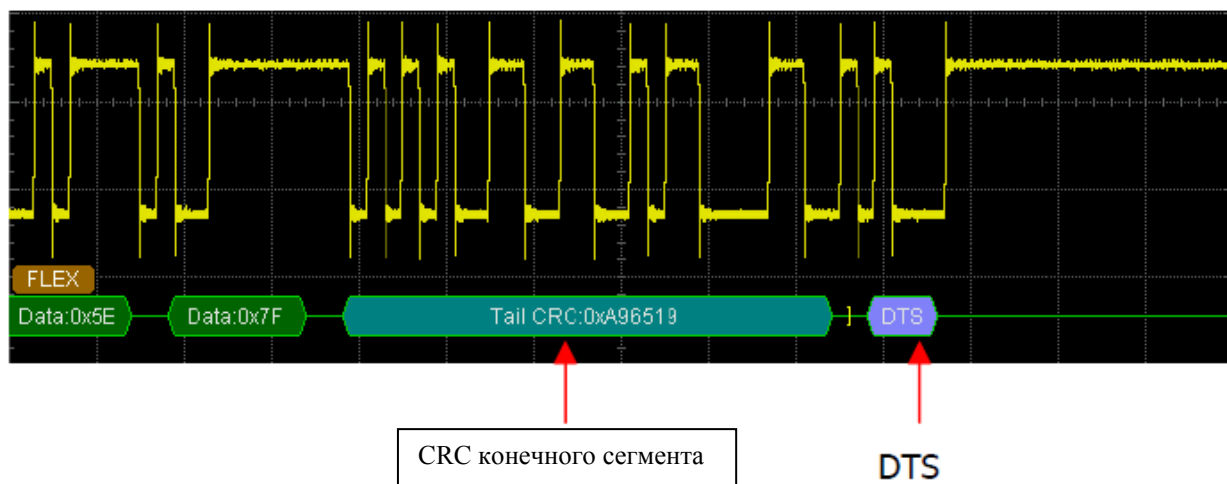 FLEX
Data:0x5E Data:0x7F Tail CRC:0xA96519 ] DTS
CRC конечного сегмента
DTS